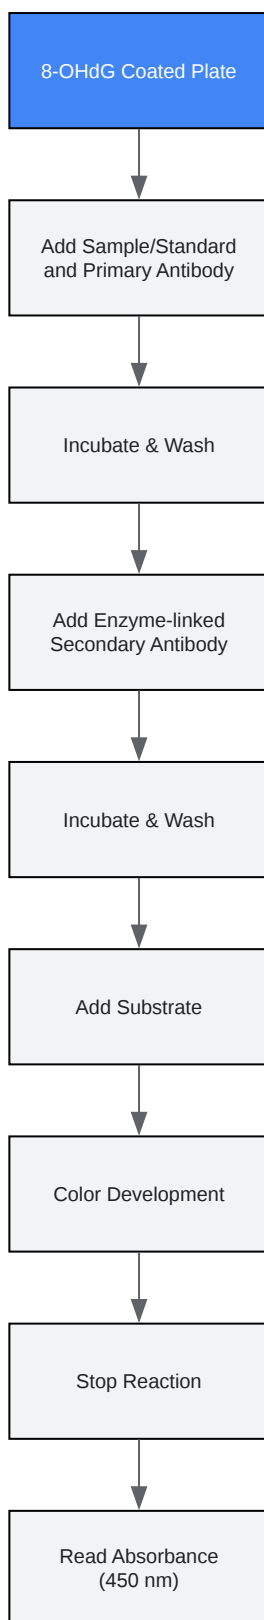 8-OHdG Coated Plate
Add Sample/Standard
and Primary Antibody
Incubate & Wash
Add Enzyme-linked
Secondary Antibody
Incubate & Wash
Add Substrate
Color Development
Stop Reaction
Read Absorbance
(450 nm)